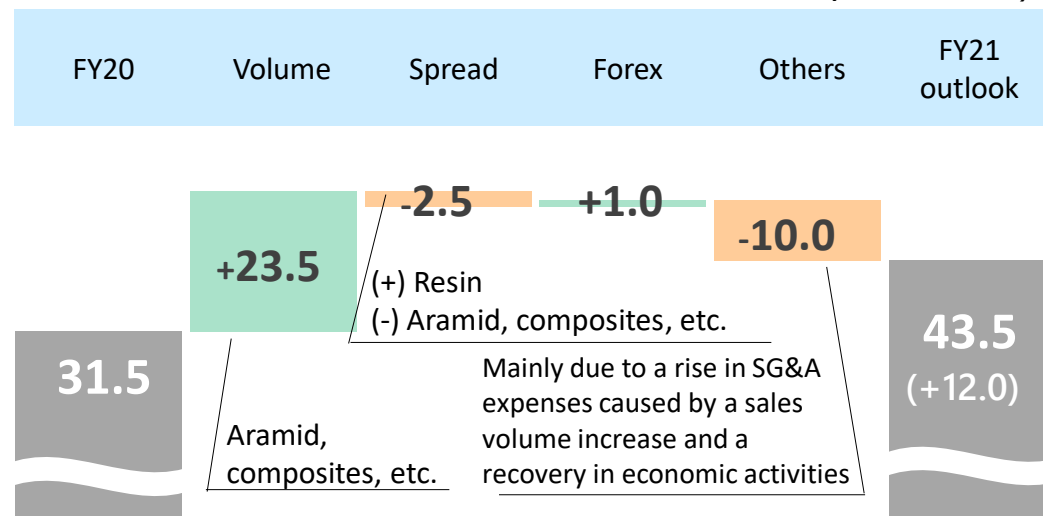 FY20
Volume
Spread
Forex
Others
FY21
outlook
-2.5
+1.0
-10.0
+23.5
(+) Resin
(-) Aramid, composites, etc.
31.5
43.5
(+12.0)
Mainly due to a rise in SG&A
expenses caused by a sales
volume increase and a
recovery in economic activities
Aramid,
composites, etc.